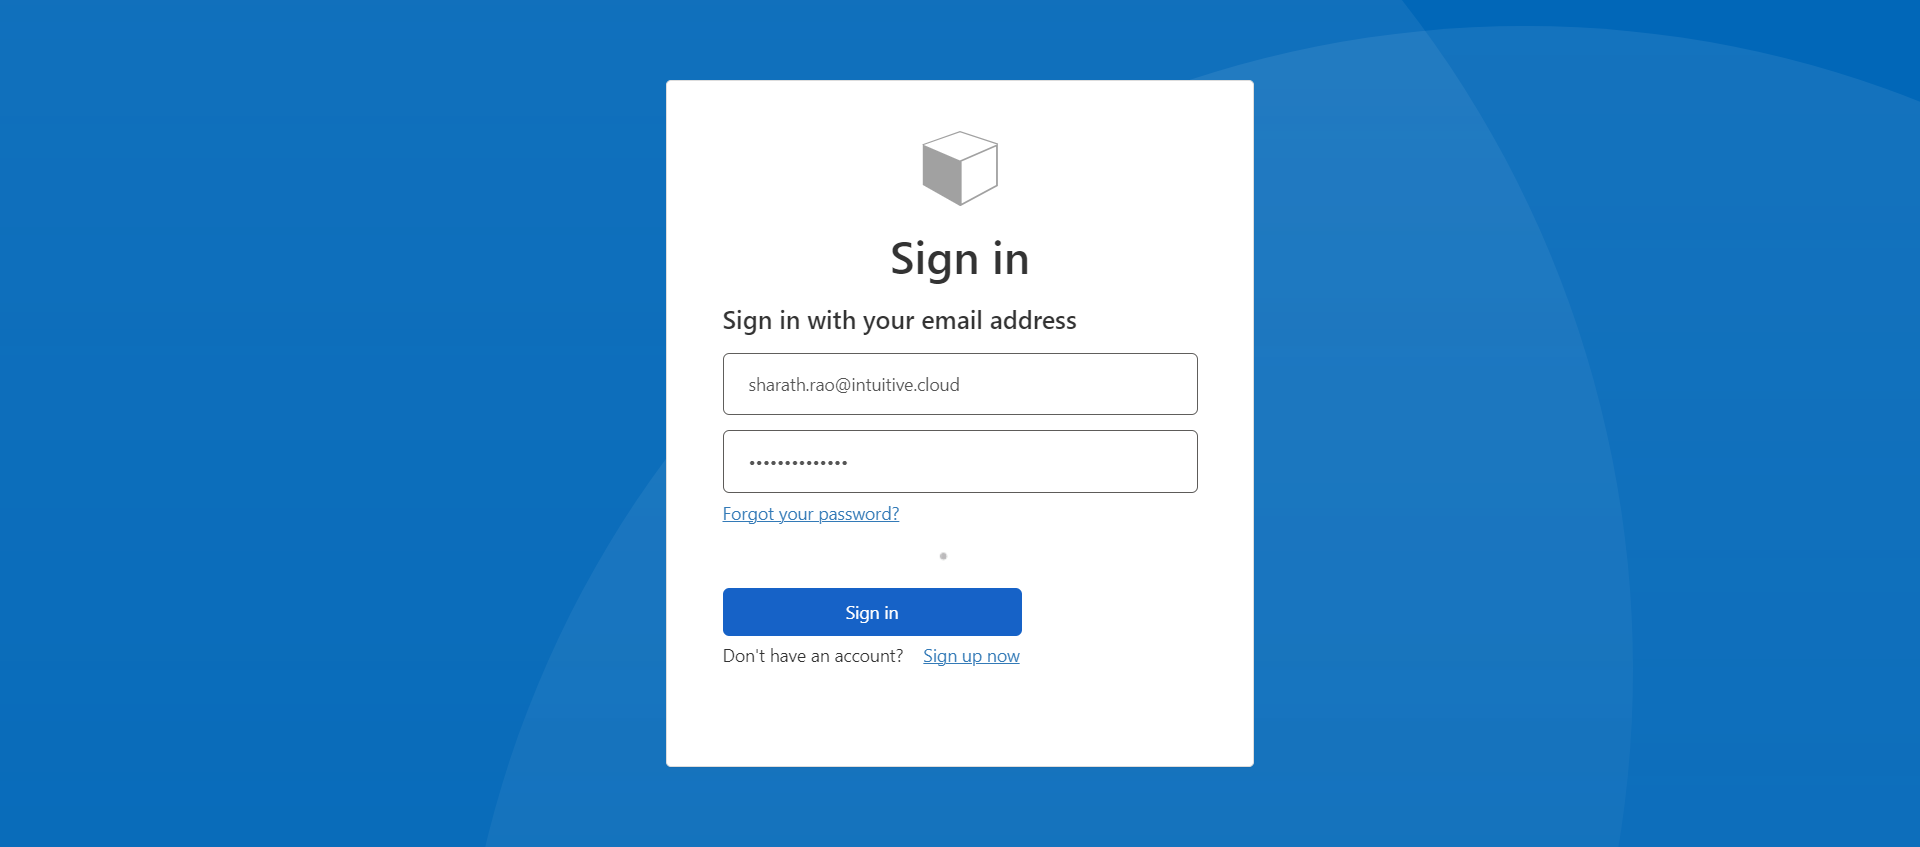 Sign in
Sign in with your email address
sharath.rao@intuitive.cloud
••••••••••••••
Forgot your password?
Sign in
Don't have an account? Sign up now